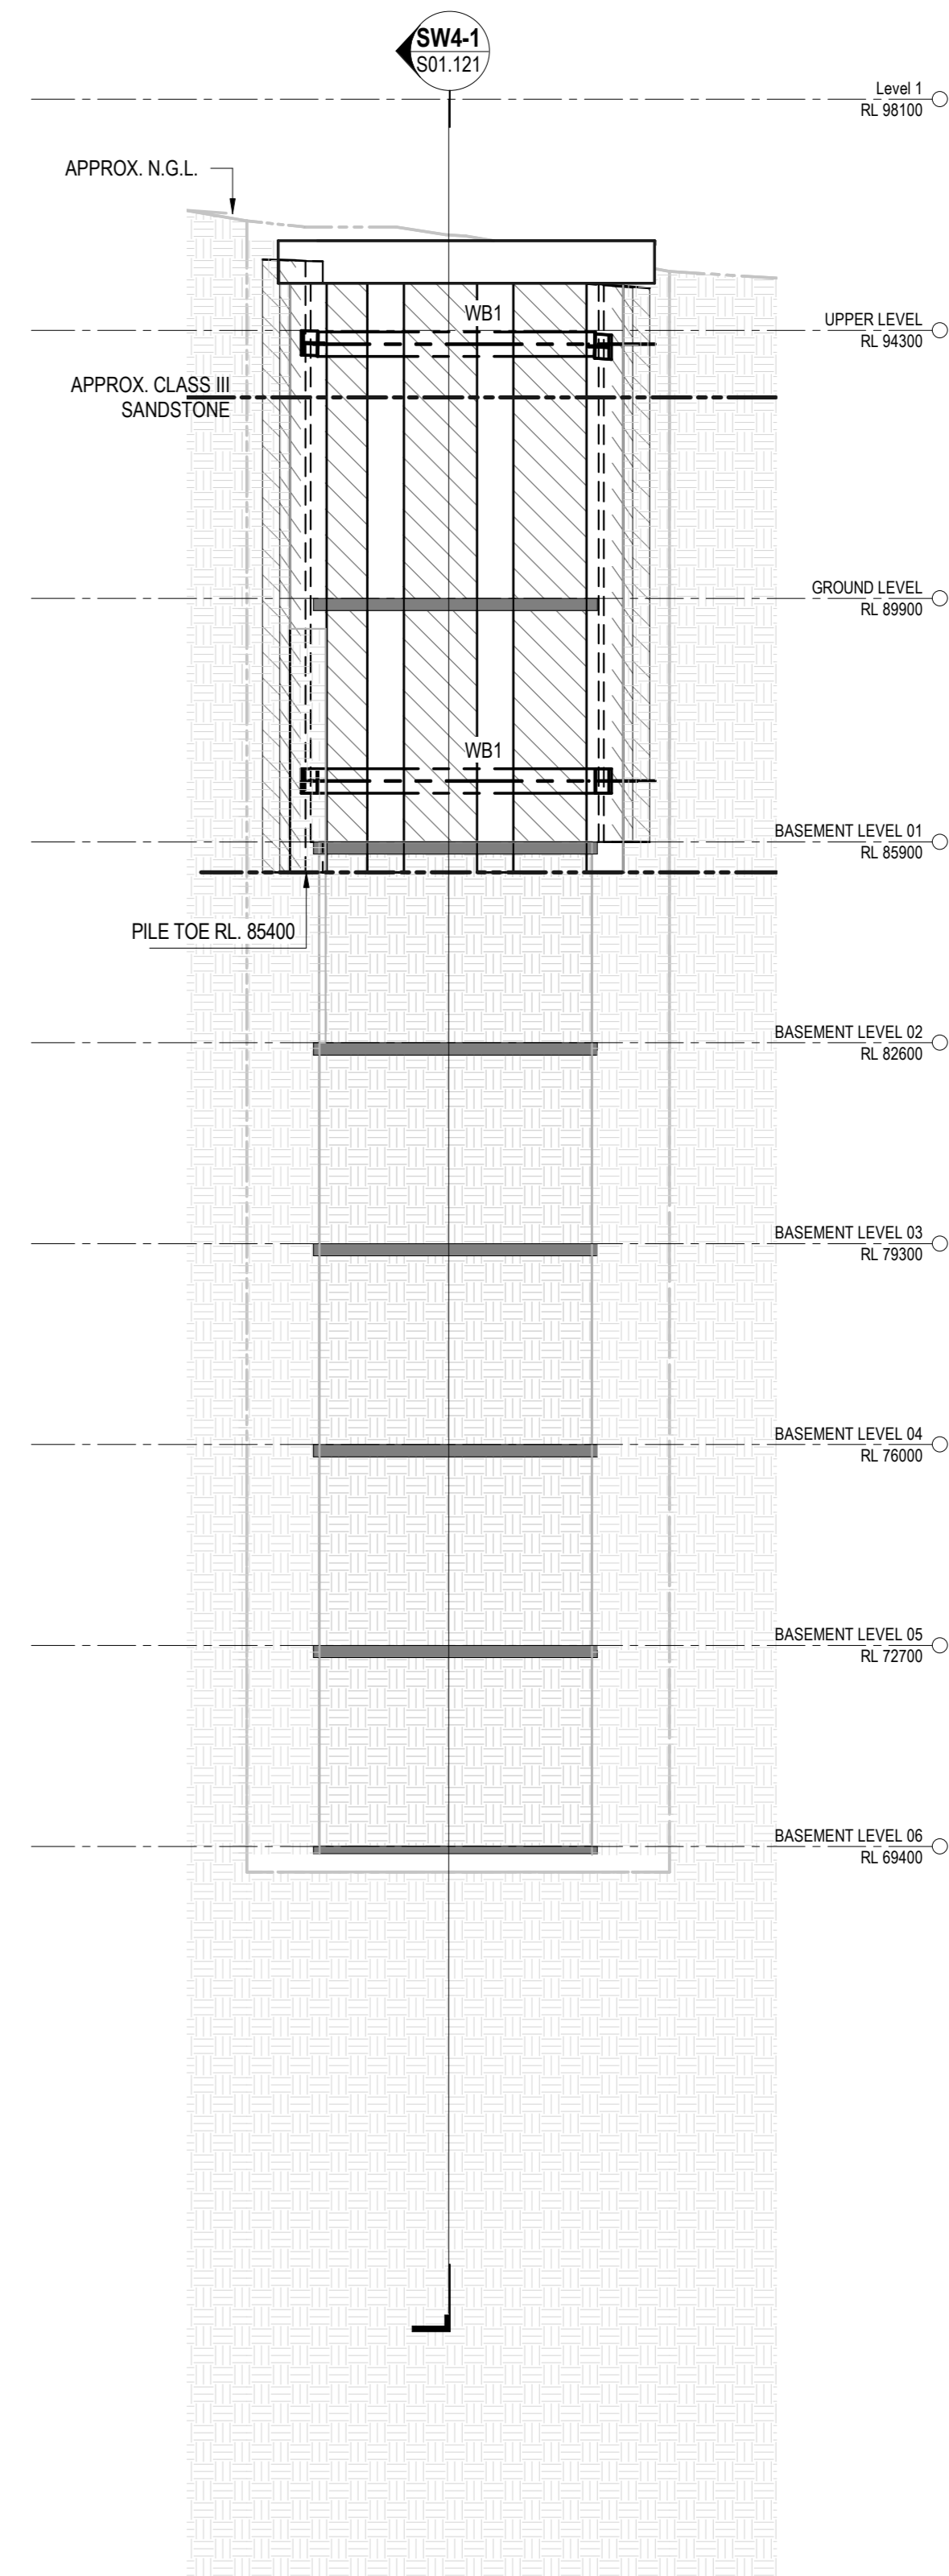 SW4-1
S01.121
Level 1
RL 98100
APPROX. N.G.L.
WB1
UPPER LEVEL
RL 94300
APPROX. CLASS III
SANDSTONE
GROUND LEVEL
RL 89900
WB1
BASEMENT LEVEL 01
RL 85900
PILE TOE RL. 85400
BASEMENT LEVEL 02
RL 82600
BASEMENT LEVEL 03
RL 79300
BASEMENT LEVEL 04
RL 76000
BASEMENT LEVEL 05
RL 72700
BASEMENT LEVEL 06
RL 69400